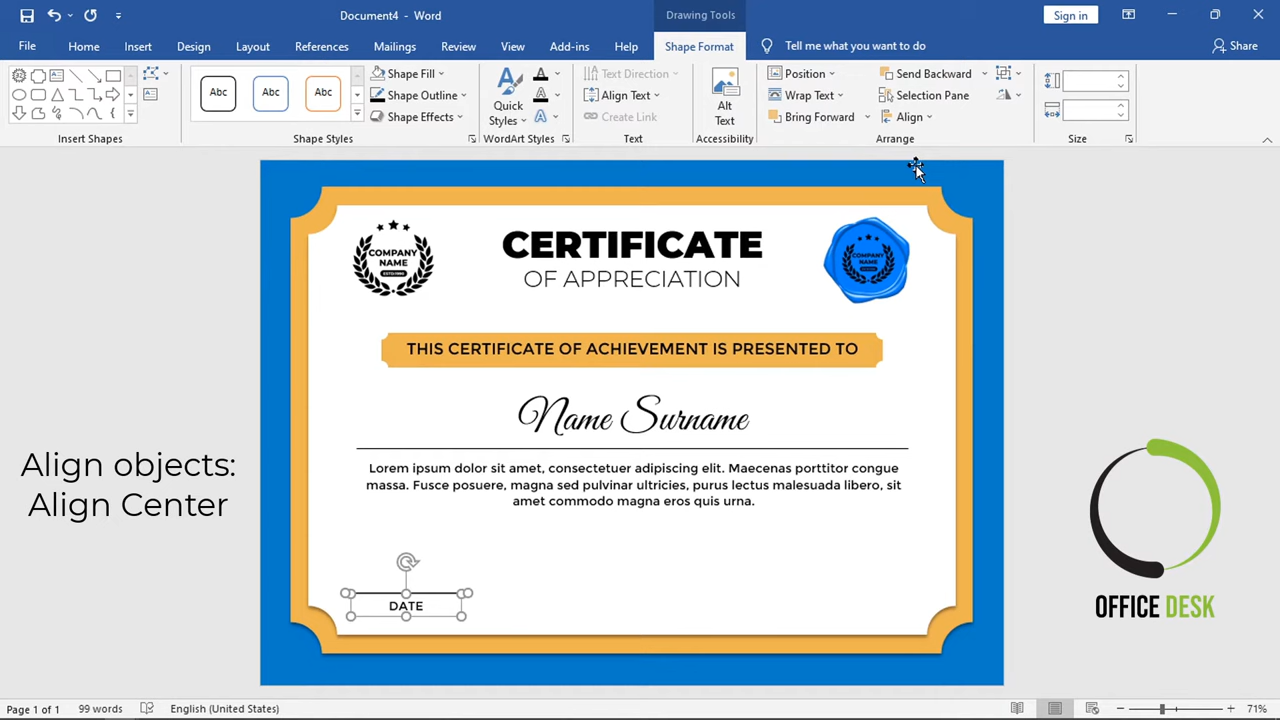 Document4 - Word
Drawing Tools
Sign in
File
Home
Insert
Design
Layout
References
Mailings
Review
View
Add-ins
Help
Shape Format
Tell me what you want to do
Share
Abc
Abc
Abc
Shape Fill
Shape Outline
Shape Effects
Quick
Styles
A
A
A
Text Direction
Align Text
Create Link
Alt
Text
Position
Wrap Text
Bring Forward
Send Backward
Selection Pane
Align
Insert Shapes
Shape Styles
WordArt Styles
Text
Accessibility
Arrange
Size
COMPANY
NAME
CERTIFICATE
OF APPRECIATION
COMPANY
NAME
THIS CERTIFICATE OF ACHIEVEMENT IS PRESENTED TO
Name Surname
Lorem ipsum dolor sit amet, consectetuer adipiscing elit. Maecenas porttitor congue
massa. Fusce posuere, magna sed pulvinar ultricies, purus lectus malesuada libero, sit
amet commodo magna eros quis urna.
DATE
Align objects:
Align Center
OFFICE DESK
Page 1 of 1
99 words
English (United States)
71%